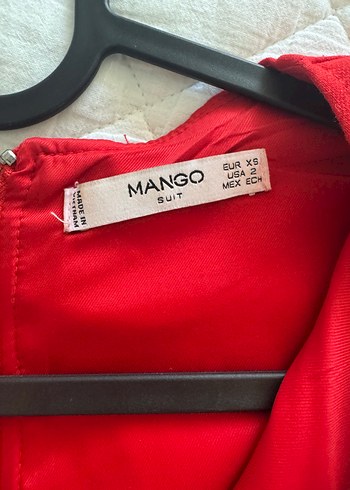 MANGO
SUIT
EUR XS
USA 2
MEX ECH
MADE IN
VIETNAM